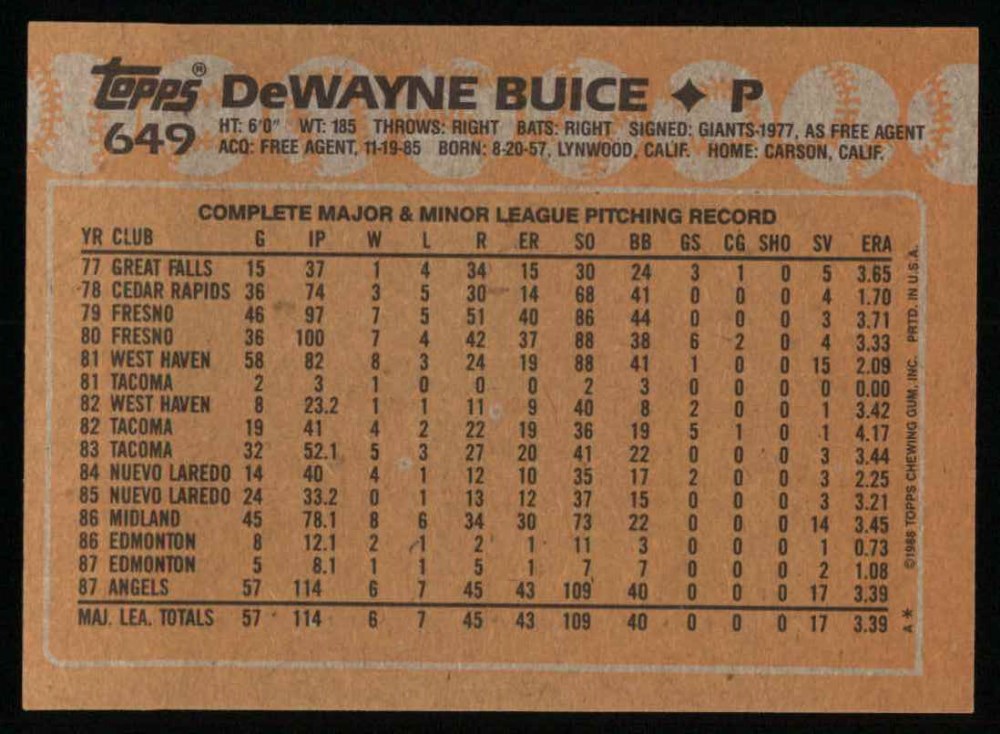 topps® DeWAYNE BUICE ✦ P
649 HT: 6'0" WT: 185 THROWS: RIGHT BATS: RIGHT SIGNED: GIANTS-1977, AS FREE AGENT
ACQ: FREE AGENT, 11-19-85 BORN: 8-20-57, LYNWOOD, CALIF. HOME: CARSON, CALIF.
COMPLETE MAJOR & MINOR LEAGUE PITCHING RECORD
YR CLUB G IP W L R ER SO BB GS CG SHO SV ERA
77 GREAT FALLS 15 37 1 4 34 15 30 24 3 1 0 5 3.65
78 CEDAR RAPIDS 36 74 3 5 30 14 68 41 0 0 0 4 1.70
79 FRESNO 46 97 7 5 51 40 86 44 0 0 0 3 3.71
80 FRESNO 36 100 7 4 42 37 88 38 6 2 0 4 3.33
81 WEST HAVEN 58 82 8 3 24 19 88 41 1 0 0 15 2.09
81 TACOMA 2 3 1 0 0 0 2 3 0 0 0 0 0.00
82 WEST HAVEN 8 23.2 1 1 11 9 40 8 2 0 0 1 3.42
82 TACOMA 19 41 4 2 22 19 36 19 5 1 0 1 4.17
83 TACOMA 32 52.1 5 3 27 20 41 22 0 0 0 3 3.44
84 NUEVO LAREDO 14 40 4 1 12 10 35 17 2 0 0 3 2.25
85 NUEVO LAREDO 24 33.2 0 1 13 12 37 15 0 0 0 3 3.21
86 MIDLAND 45 78.1 8 6 34 30 73 22 0 0 0 14 3.45
86 EDMONTON 8 12.1 2 1 2 1 11 3 0 0 0 1 0.73
87 EDMONTON 5 8.1 1 1 5 1 7 7 0 0 0 2 1.08
87 ANGELS 57 114 6 7 45 43 109 40 0 0 0 17 3.39
MAJ. LEA. TOTALS 57 114 6 7 45 43 109 40 0 0 0 17 3.39
A* ©1988 TOPPS CHEWING GUM, INC. PRTD. IN U.S.A.